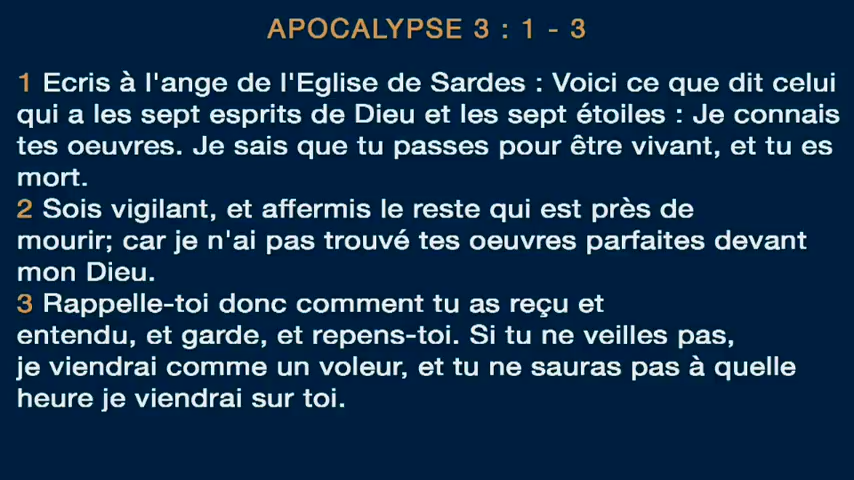 APOCALYPSE 3 : 1 - 3
1 Ecris à l'ange de l'Eglise de Sardes : Voici ce que dit celui
qui a les sept esprits de Dieu et les sept étoiles : Je connais
tes oeuvres. Je sais que tu passes pour être vivant, et tu es
mort.
2 Sois vigilant, et affermis le reste qui est près de
mourir; car je n'ai pas trouvé tes oeuvres parfaites devant
mon Dieu.
3 Rappelle-toi donc comment tu as reçu et
entendu, et garde, et repens-toi. Si tu ne veilles pas,
je viendrai comme un voleur, et tu ne sauras pas à quelle
heure je viendrai sur toi.